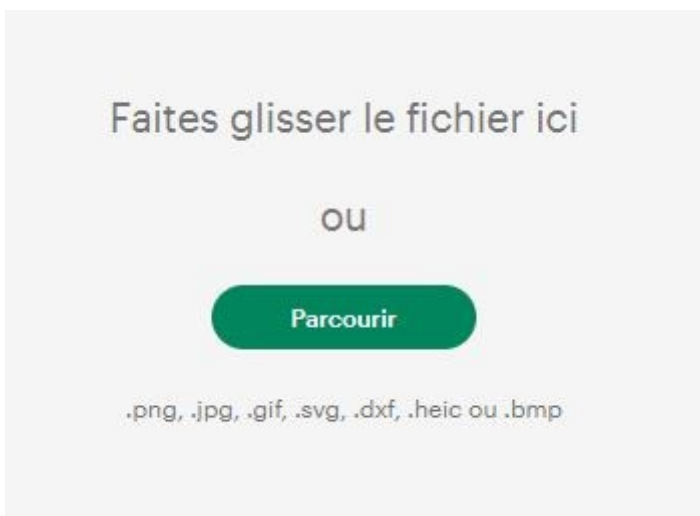 Faites glisser le fichier ici
ou
Parcourir
.png, .jpg, .gif, .svg, .dxf, .heic ou .bmp